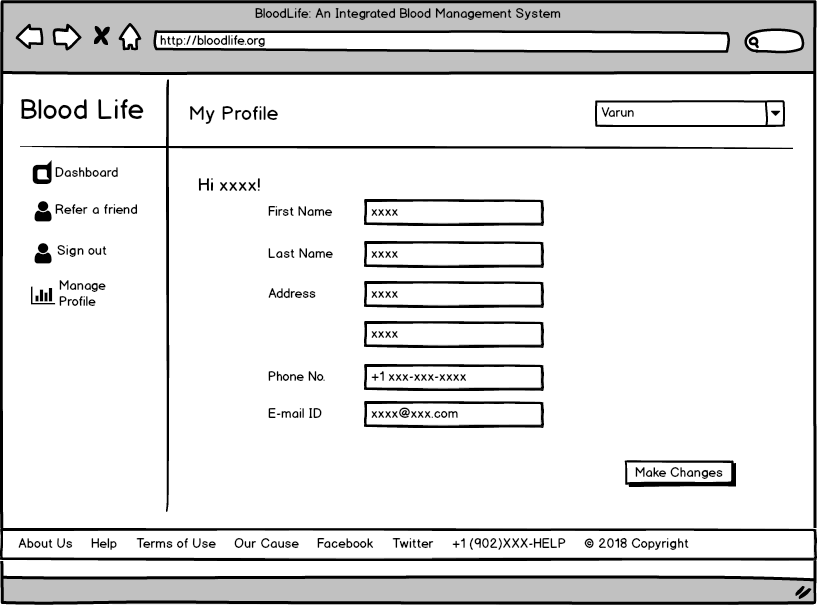 BloodLife: An Integrated Blood Management System
http://bloodlife.org
Blood Life
My Profile
Varun
Dashboard
Refer a friend
Sign out
Manage
Profile
Hi xxxx!
First Name xxxx
Last Name xxxx
Address xxxx
xxxx
Phone No. +1 xxx-xxx-xxxx
E-mail ID xxxx@xxx.com
Make Changes
About Us Help Terms of Use Our Cause Facebook Twitter +1 (902)XXX-HELP © 2018 Copyright